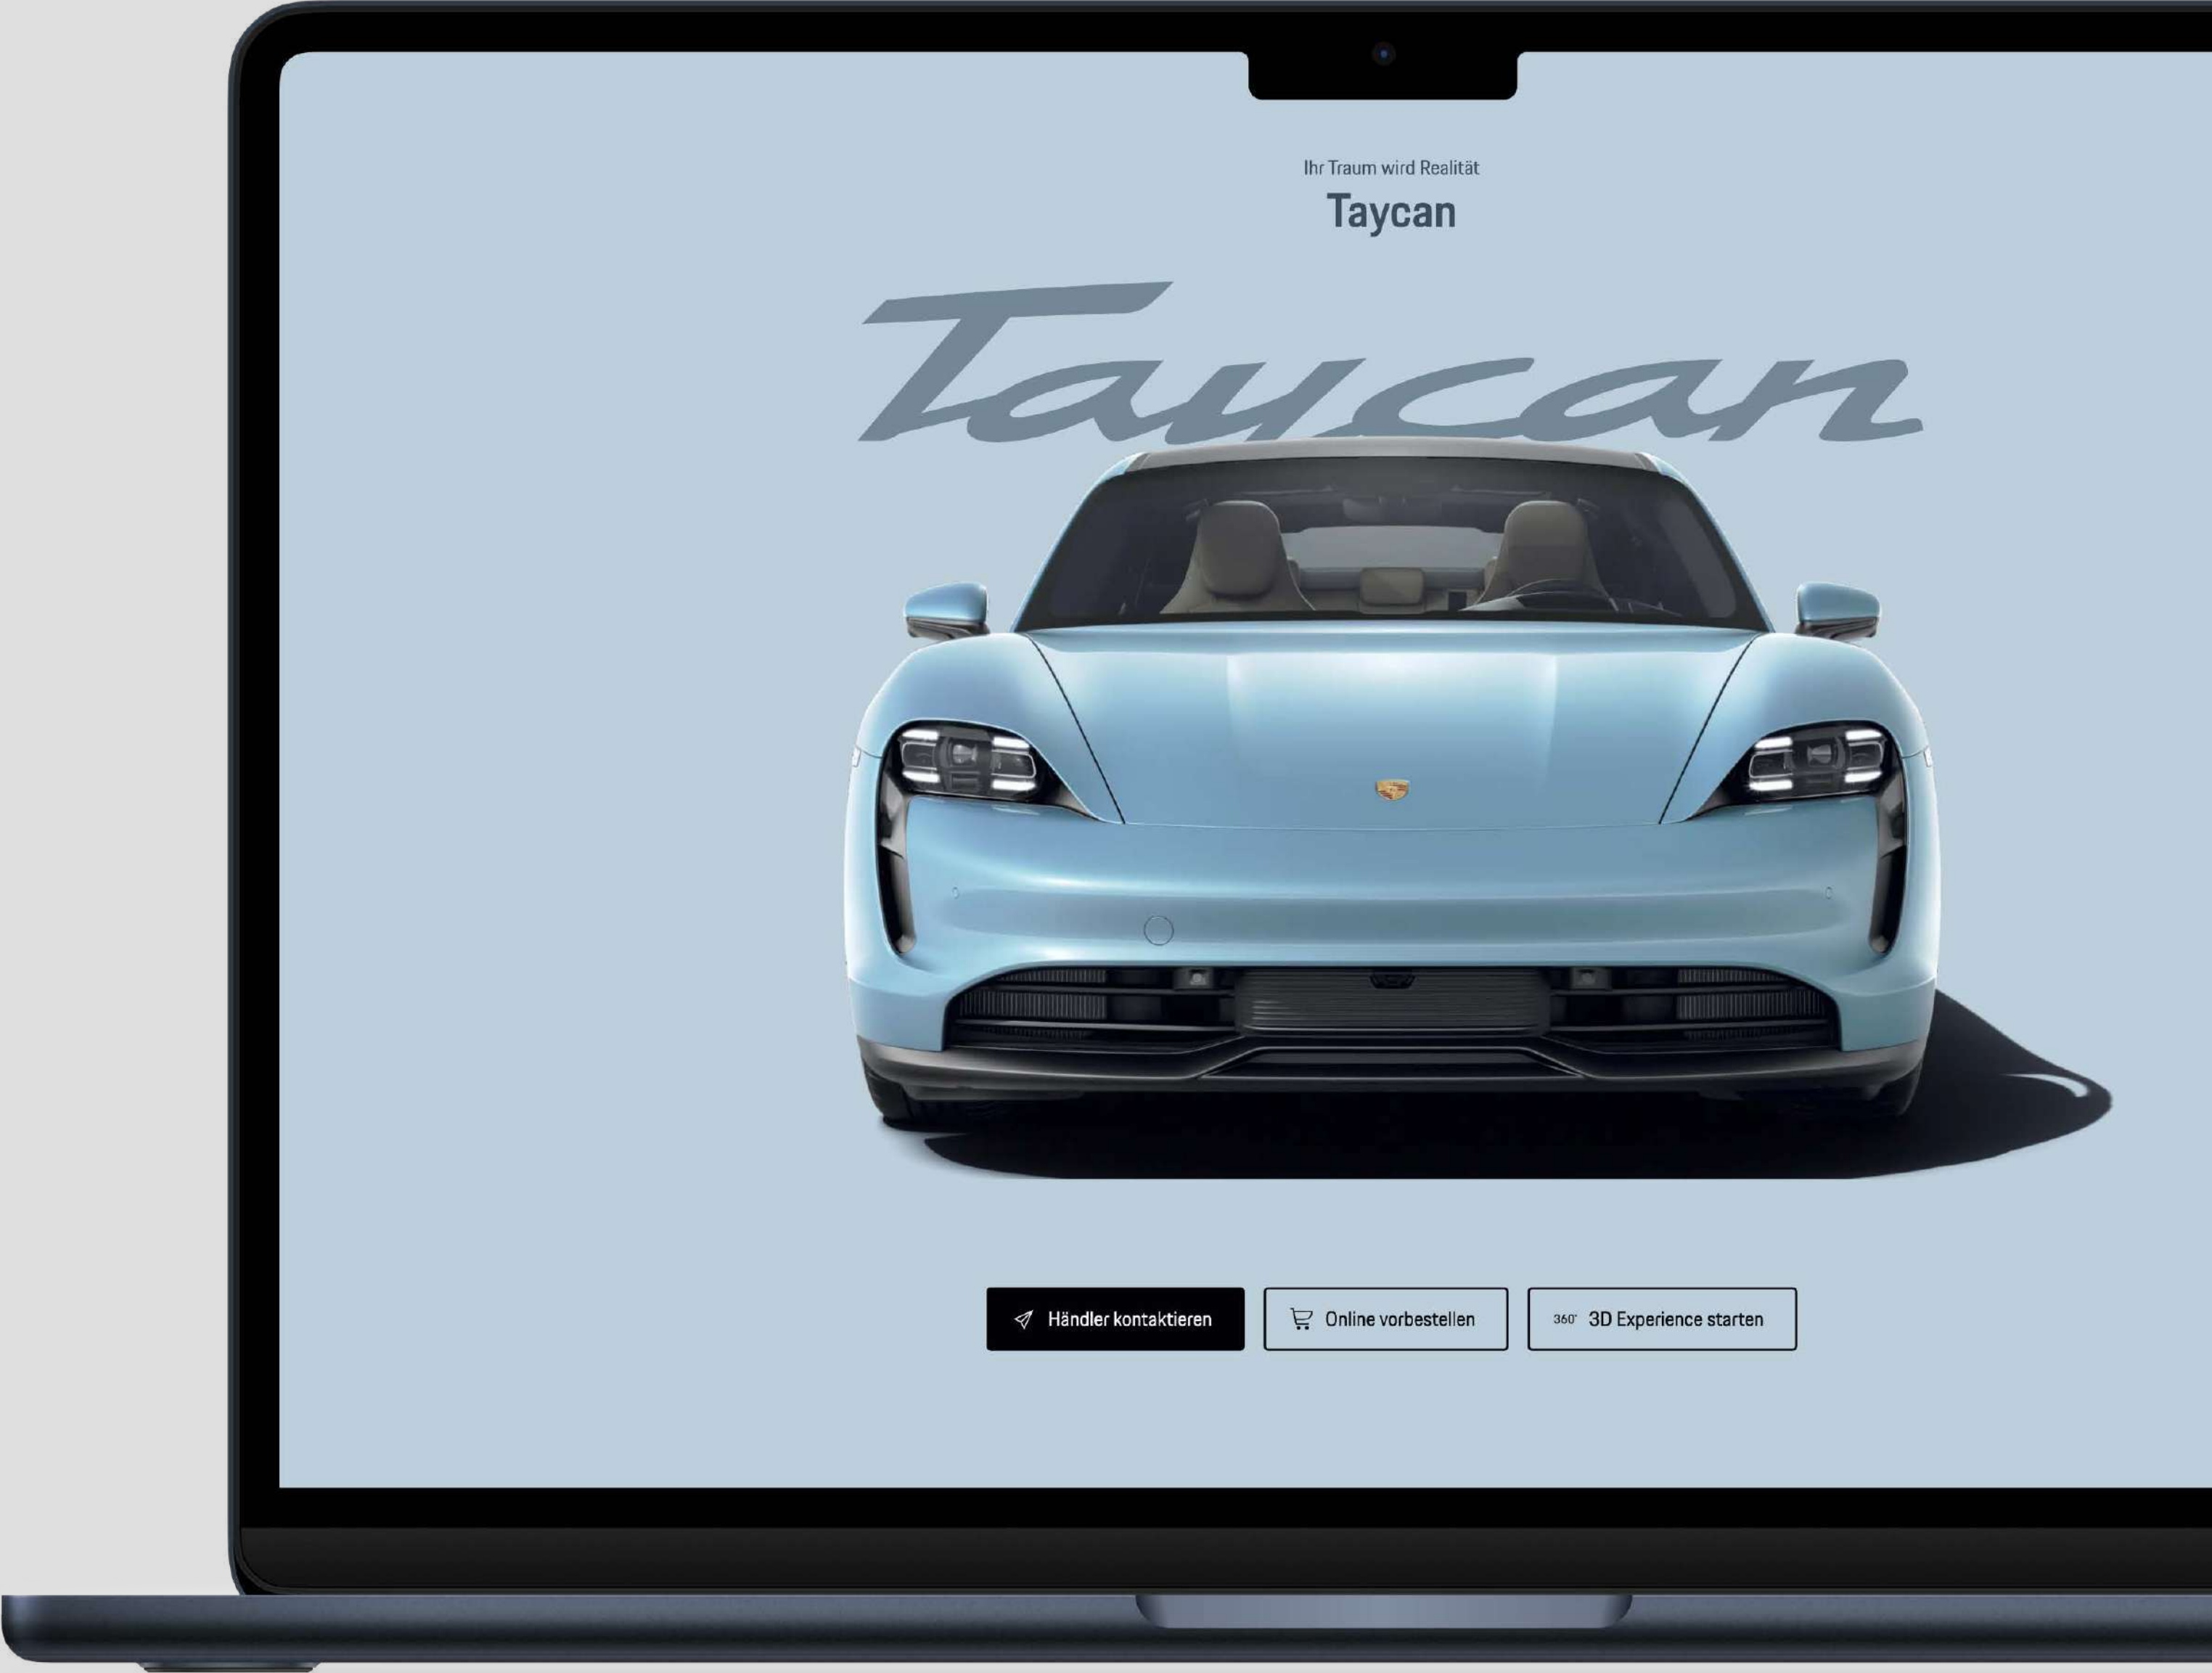 Ihr Traum wird Realität
Taycan
Taycan
Händler kontaktieren
Online vorbestellen
360° 3D Experience starten